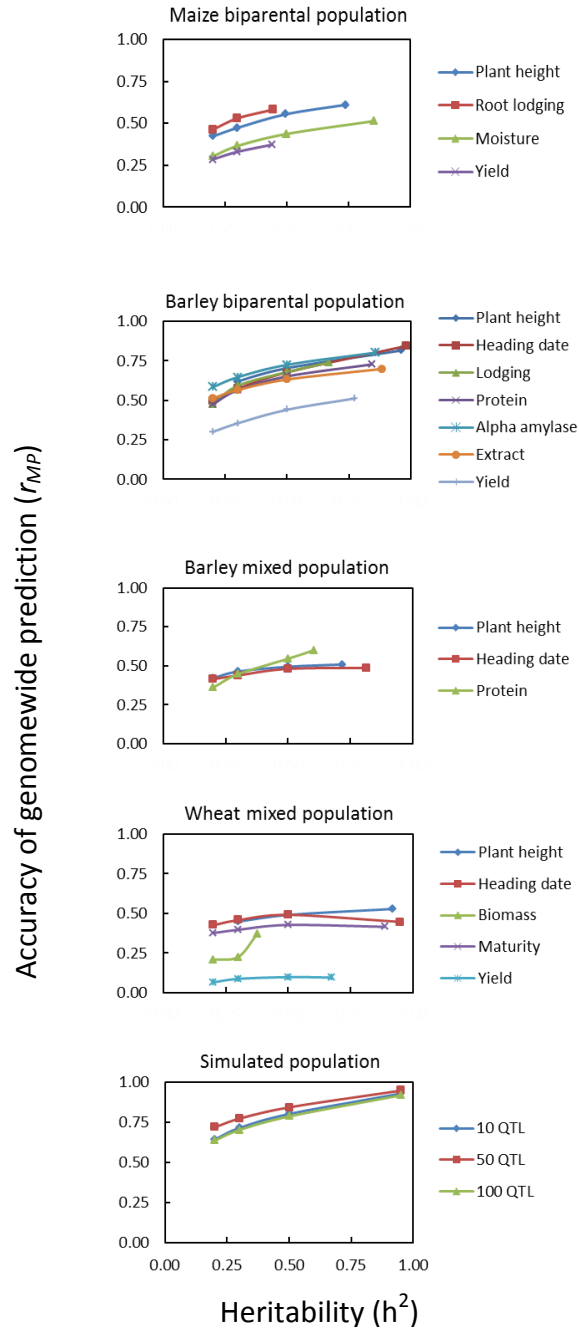 Maize biparental population
1.00
0.75
0.50
0.25
0.00
Plant height
Root lodging
Moisture
Yield
Barley biparental population
1.00
0.75
0.50
0.25
0.00
Plant height
Heading date
Lodging
Protein
Alpha amylase
Extract
Yield
Barley mixed population
1.00
0.75
0.50
0.25
0.00
Plant height
Heading date
Protein
Wheat mixed population
1.00
0.75
0.50
0.25
0.00
Plant height
Heading date
Biomass
Maturity
Yield
Simulated population
1.00
0.75
0.50
0.25
0.00
10 QTL
50 QTL
100 QTL
0.00 0.25 0.50 0.75 1.00
Heritability (h²)
Accuracy of genomewide prediction (r_MP)